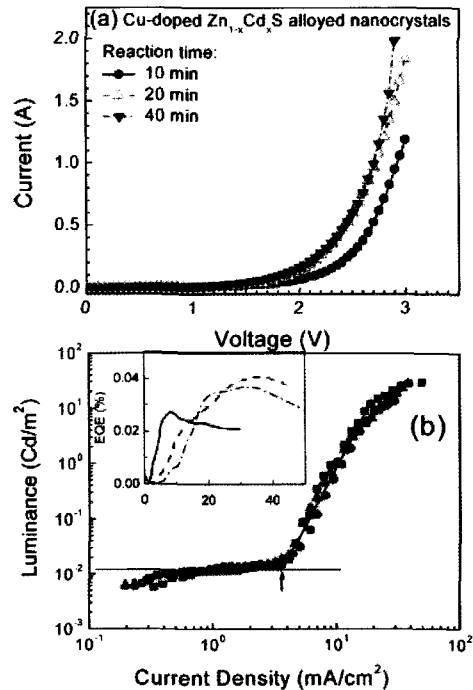 (a) Cu-doped Zn₁₋ₓCdₓS alloyed nanocrystals
2.0
Reaction time:
10 min
1.5
20 min
40 min
1.0
0.5
0.0
Current (A)
0 1 2 3
Voltage (V)
10²
10¹
10⁰
10⁻¹
10⁻²
10⁻³
Luminance (Cd/m²)
0.04
0.02
0.00
EQE (%)
0 20 40
(b)
10⁻¹ 10⁰ 10¹ 10²
Current Density (mA/cm²)